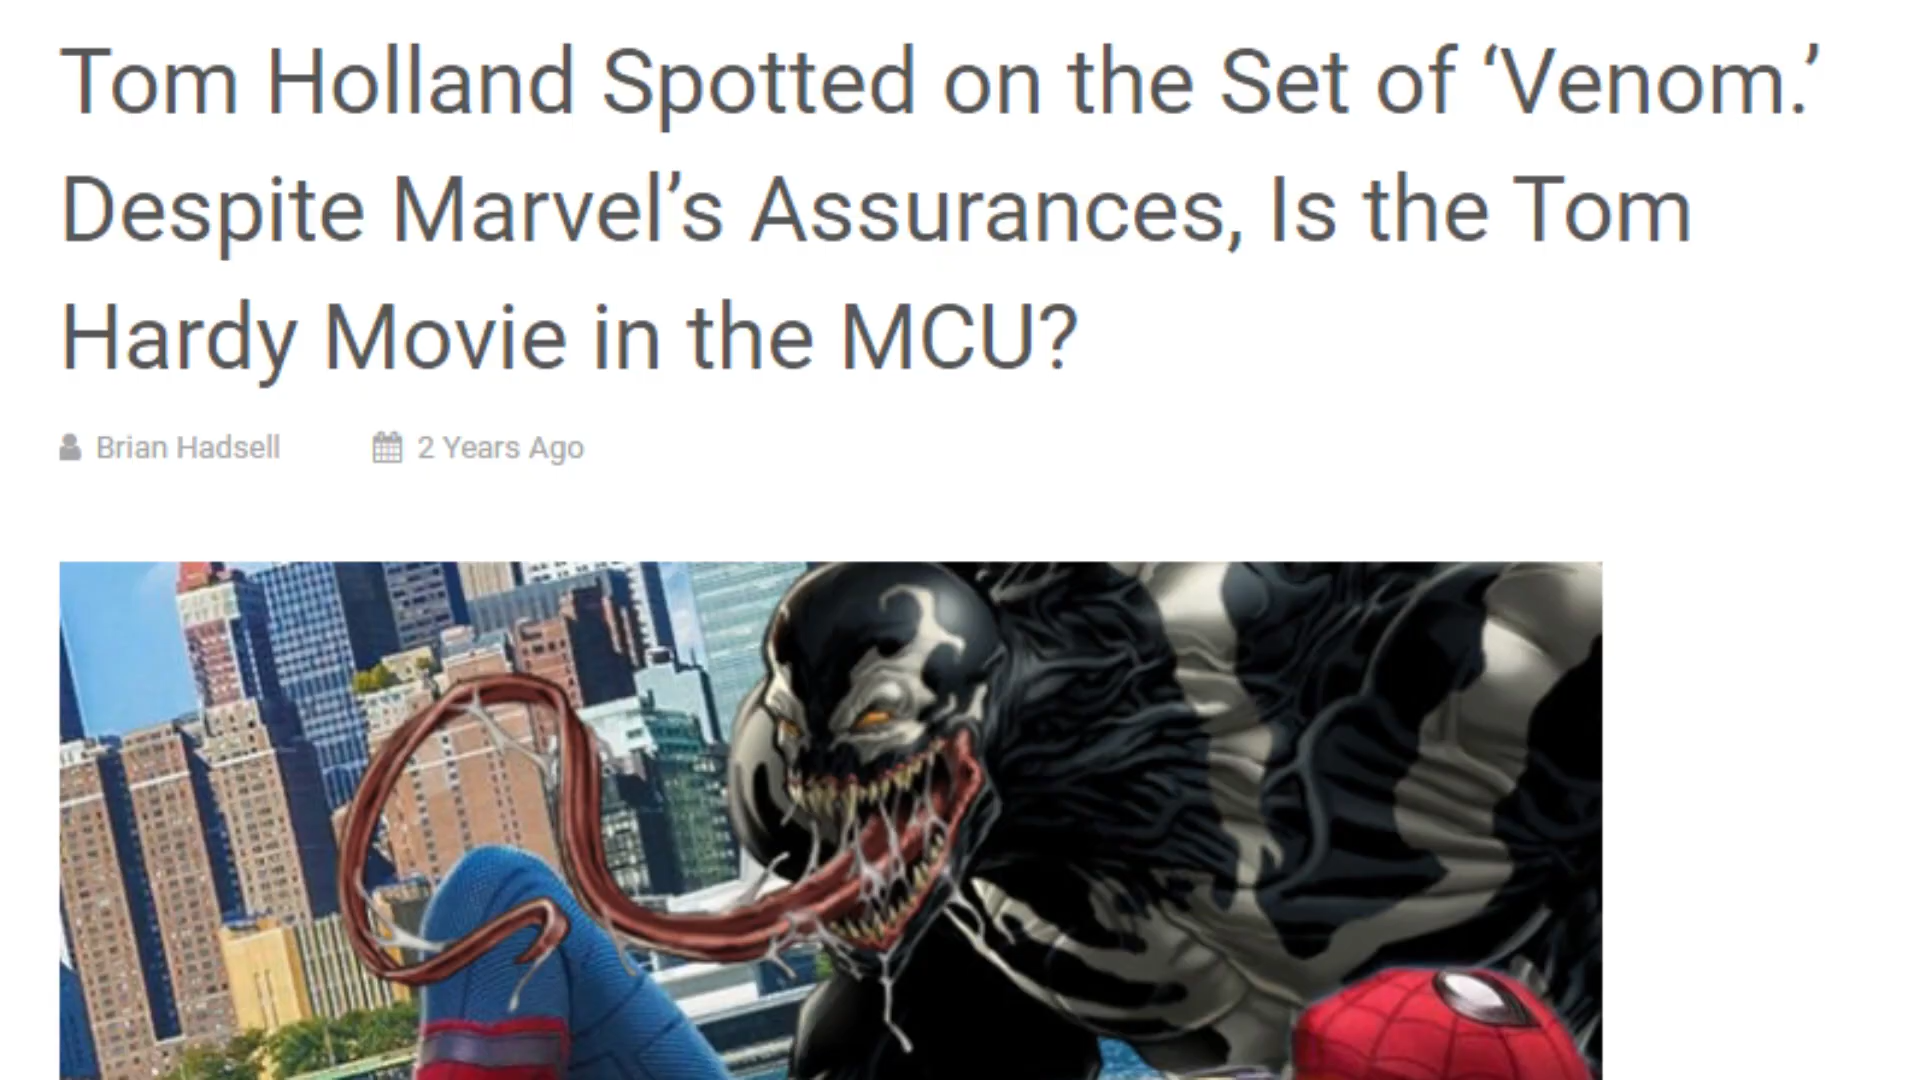 Tom Holland Spotted on the Set of ‘Venom.’
Despite Marvel’s Assurances, Is the Tom
Hardy Movie in the MCU?
Brian Hadsell 2 Years Ago